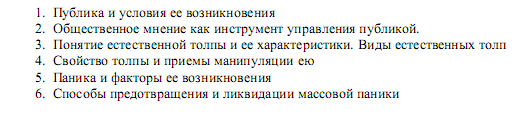 1. Публика и условия ее возникновения
2. Общественное мнение как инструмент управления публикой.
3. Понятие естественной толпы и ее характеристики. Виды естественных толп
4. Свойство толпы и приемы манипуляции ею
5. Паника и факторы ее возникновения
6. Способы предотвращения и ликвидации массовой паники